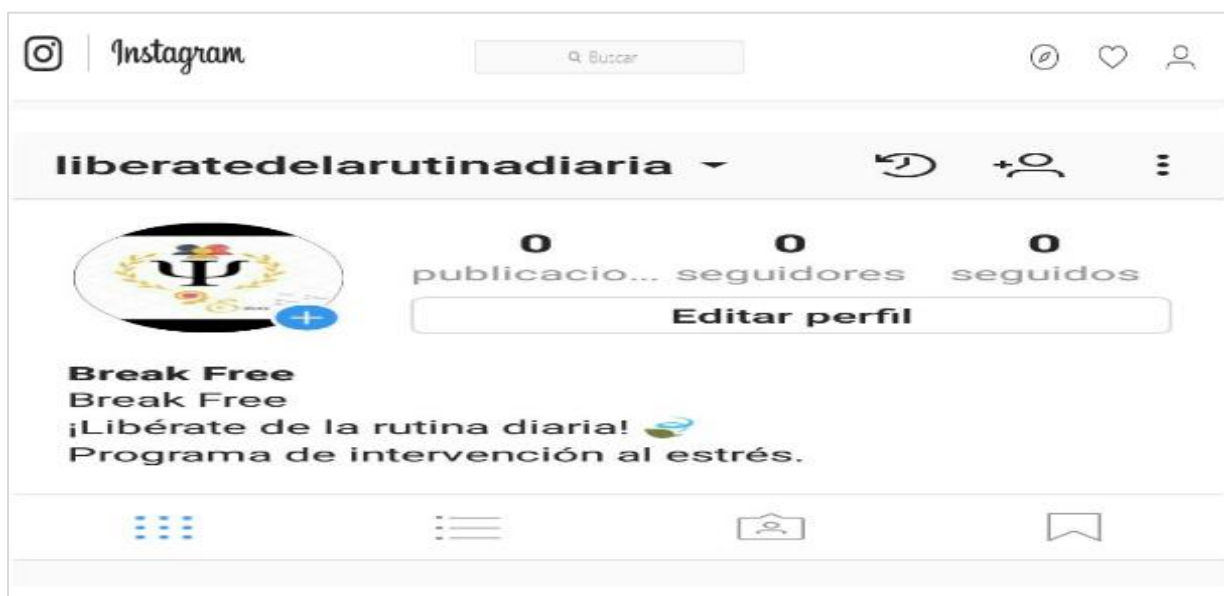 Instagram
Buscar
liberatedelarutinadiaria
0 0 0
publicacio... seguidores seguidos
Editar perfil
Break Free
Break Free
¡Libérate de la rutina diaria!
Programa de intervención al estrés.